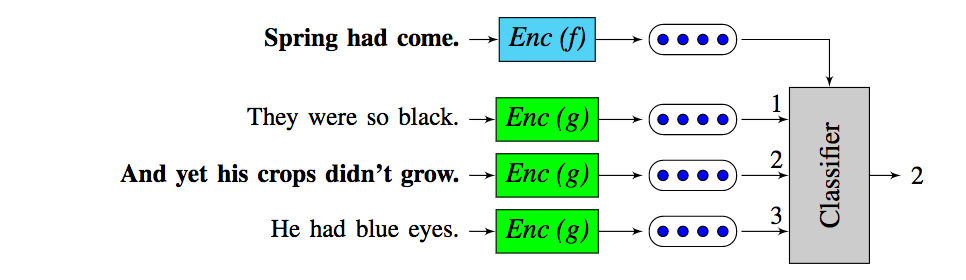 Spring had come. Enc (f)
They were so black. Enc (g) 1
And yet his crops didn't grow. Enc (g) 2
He had blue eyes. Enc (g) 3
Classifier 2